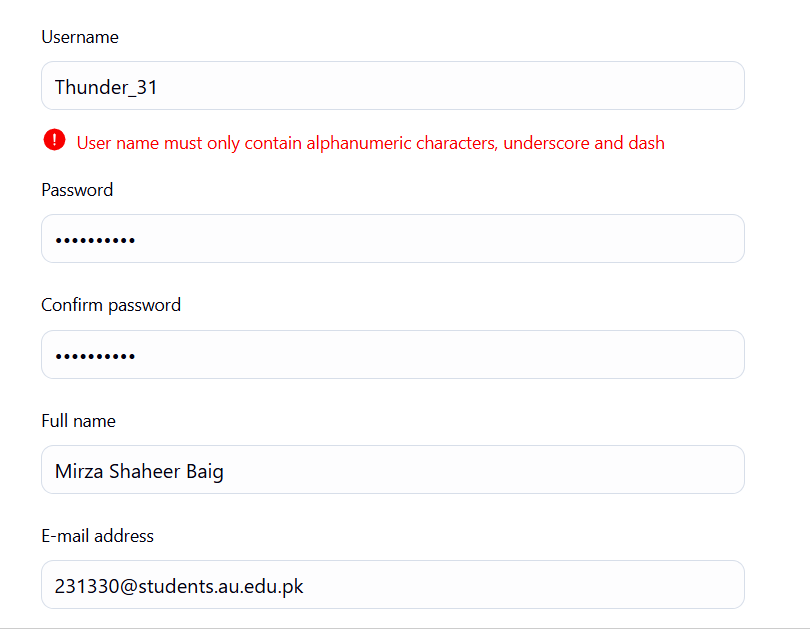 Username
Thunder_31
User name must only contain alphanumeric characters, underscore and dash
Password
••••••••••
Confirm password
••••••••••
Full name
Mirza Shaheer Baig
E-mail address
231330@students.au.edu.pk